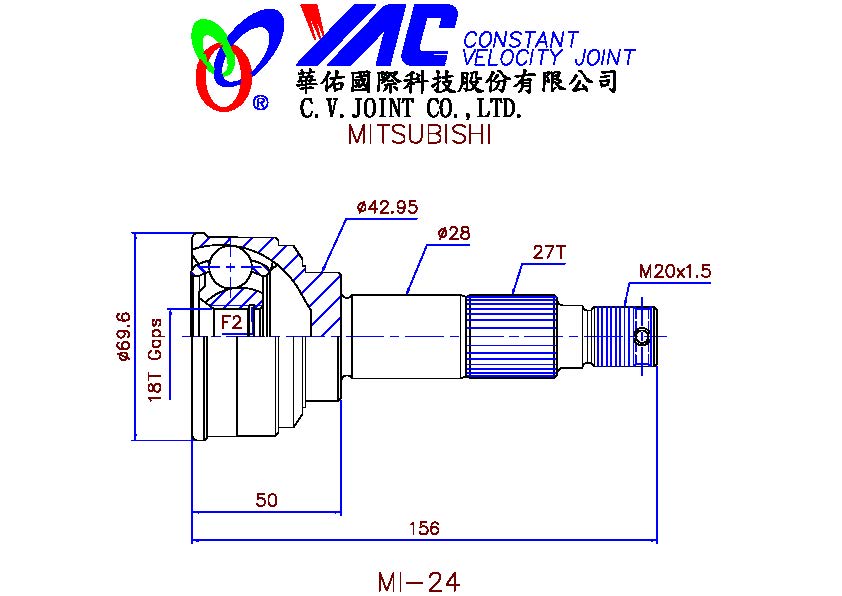 YAC CONSTANT
VELOCITY JOINT
華佑國際科技股份有限公司
®
C.V.JOINT CO.,LTD.
MITSUBISHI
ø42.95
ø28
27T
M20x1.5
ø69.6
18T Gaps
F2
50
156
MI-24